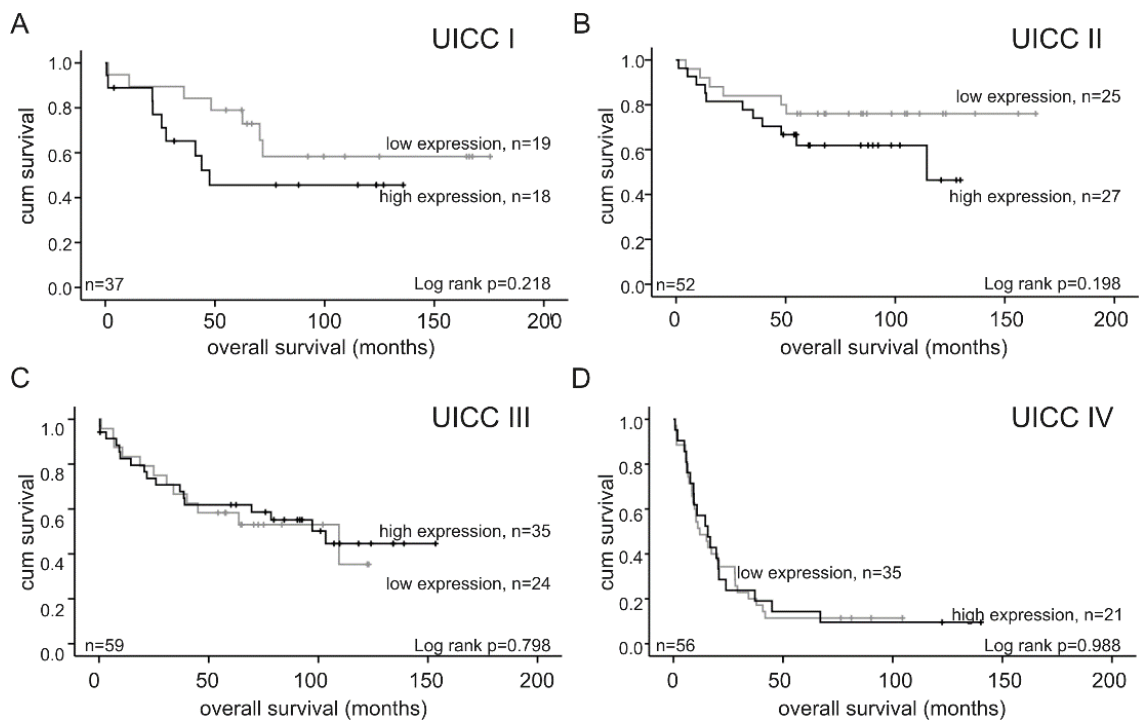 A
UICC I
cum survival
1.0
0.8
0.6
0.4
0.2
0.0
low expression, n=19
high expression, n=18
n=37
Log rank p=0.218
0 50 100 150 200
overall survival (months)
B
UICC II
cum survival
1.0
0.8
0.6
0.4
0.2
0.0
low expression, n=25
high expression, n=27
n=52
Log rank p=0.198
0 50 100 150 200
overall survival (months)
C
UICC III
cum survival
1.0
0.8
0.6
0.4
0.2
0.0
high expression, n=35
low expression, n=24
n=59
Log rank p=0.798
0 50 100 150 200
overall survival (months)
D
UICC IV
cum survival
1.0
0.8
0.6
0.4
0.2
0.0
low expression, n=35
high expression, n=21
n=56
Log rank p=0.988
0 50 100 150 200
overall survival (months)